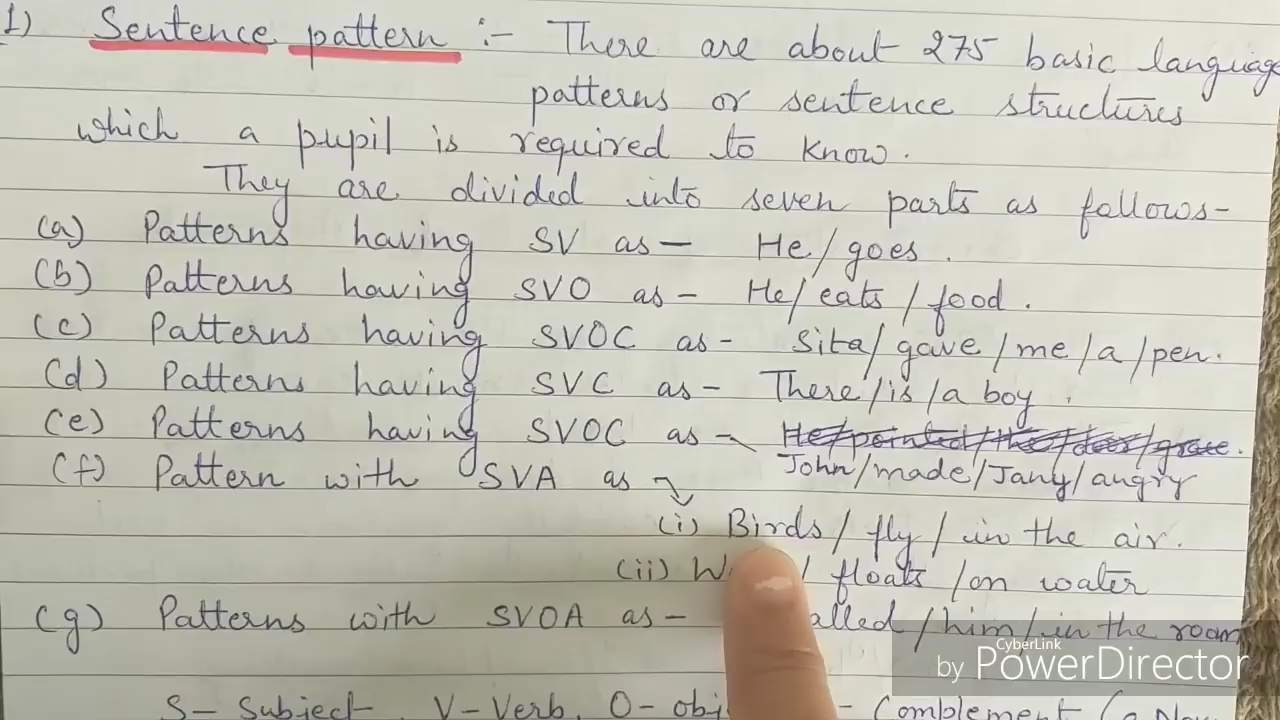 1) Sentence pattern :- There are about 275 basic language
patterns or sentence structures
which a pupil is required to know.
They are divided into seven parts as follows-
(a) Patterns having SV as - He/goes.
(b) Patterns having SVO as - He/eats/food.
(c) Patterns having SVOC as - Sita/gave/me/a/pen.
(d) Patterns having SVC as - There/is/a boy.
(e) Patterns having SVOC as -
John/made/Jany/angry
(f) Pattern with SVA as
(i) Birds/fly/in the air.
(ii) / floats/on water
(g) Patterns with SVOA as - /him/in the room
S- Subject, V-Verb, O- - Complement
CyberLink
by PowerDirector